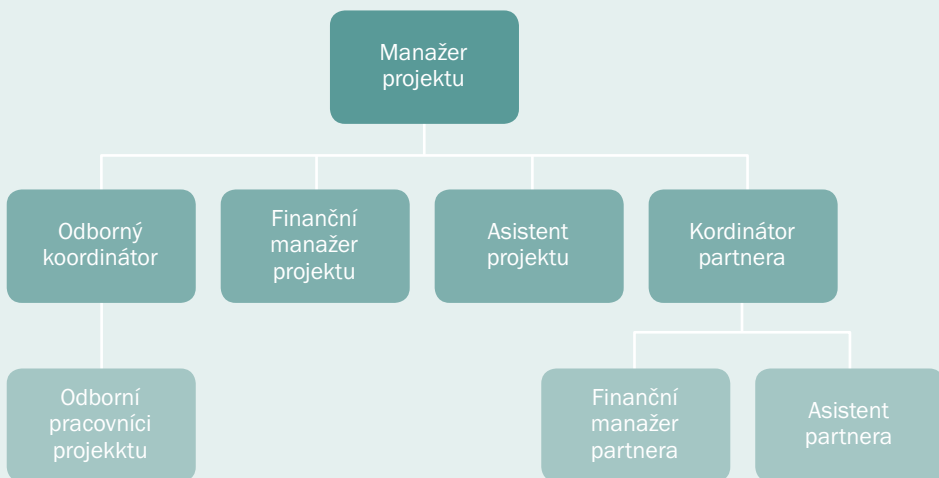 Manažer
projektu
Odborný
koordinátor
Finanční
manažer
projektu
Asistent
projektu
Kordinátor
partnera
Odborní
pracovníci
projekktu
Finanční
manažer
partnera
Asistent
partnera